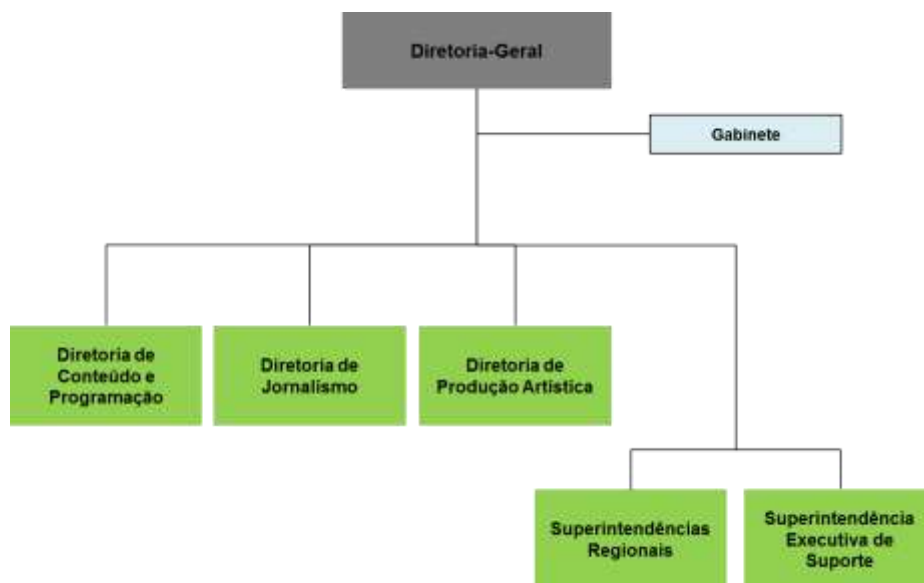 Diretoria-Geral
Gabinete
Diretoria de
Conteúdo e
Programação
Diretoria de
Jornalismo
Diretoria de
Produção Artística
Superintendências
Regionais
Superintendência
Executiva de
Suporte